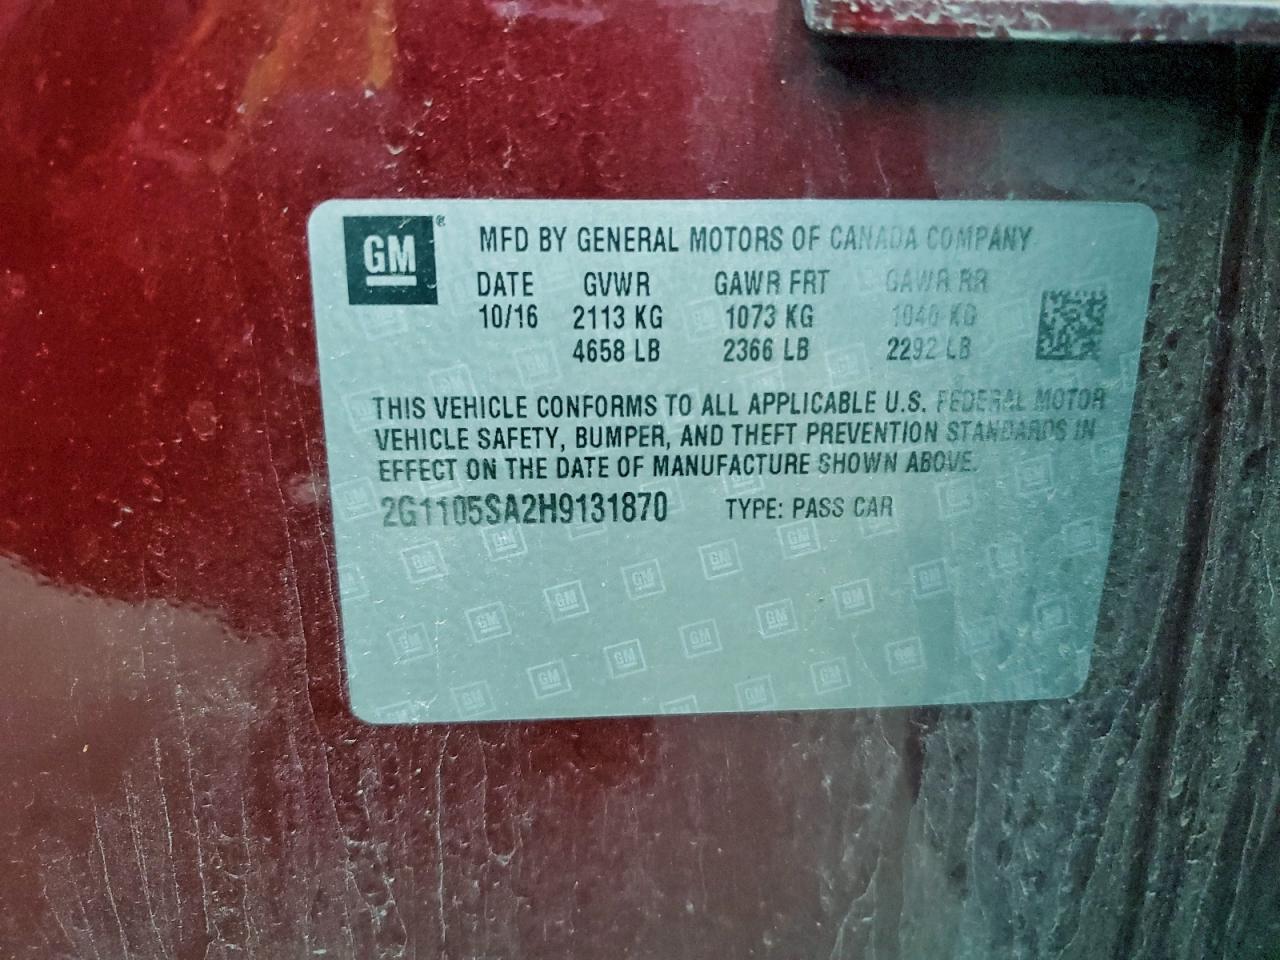 GM ® MFD BY GENERAL MOTORS OF CANADA COMPANY
DATE GVWR GAWR FRT GAWR RR
10/16 2113 KG 1073 KG 1040 KG
4658 LB 2366 LB 2292 LB
THIS VEHICLE CONFORMS TO ALL APPLICABLE U.S. FEDERAL MOTOR
VEHICLE SAFETY, BUMPER, AND THEFT PREVENTION STANDARDS IN
EFFECT ON THE DATE OF MANUFACTURE SHOWN ABOVE.
2G1105SA2H9131870 TYPE: PASS CAR